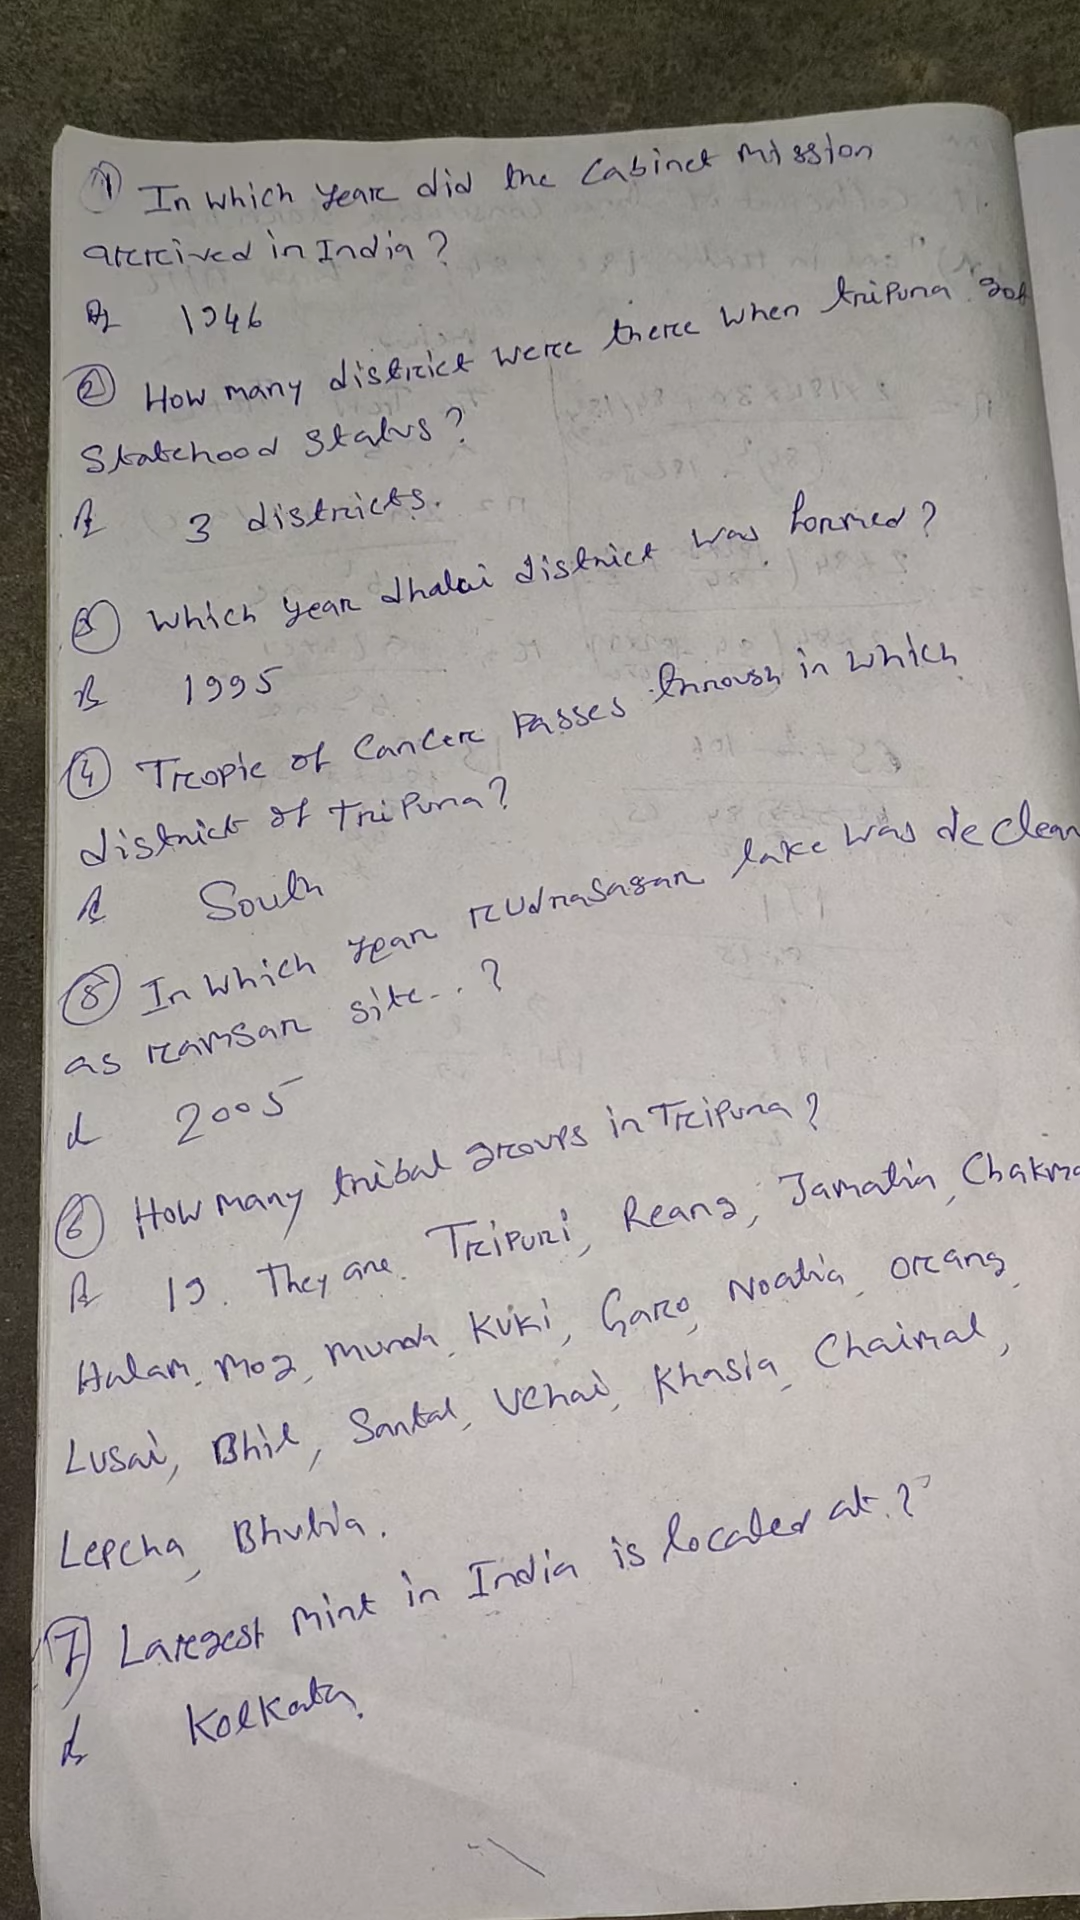 ① In which year did the Cabinet Mission
arrived in India?
A 1946
② How many district were there when tripura got
Statehood status?
A 3 districts.
③ Which year dhalai district was formed?
A 1995
④ Tropic of Cancer passes through in which
district of Tripura?
A South
⑤ In which year rudrasagar lake was declear
as ramsar site...?
A 2005
⑥ How many tribal groups in Tripura?
A 19. They are. Tripuri, Reang, Jamatia, Chakma
Halam, Mog, Munda, Kuki, Garo, Noatia, Orang,
Lusai, Bhil, Santal, Uchai, Khasia, Chaimal,
Lepcha, Bhutia.
⑦ Largest mint in India is located at.?
A Kolkata.